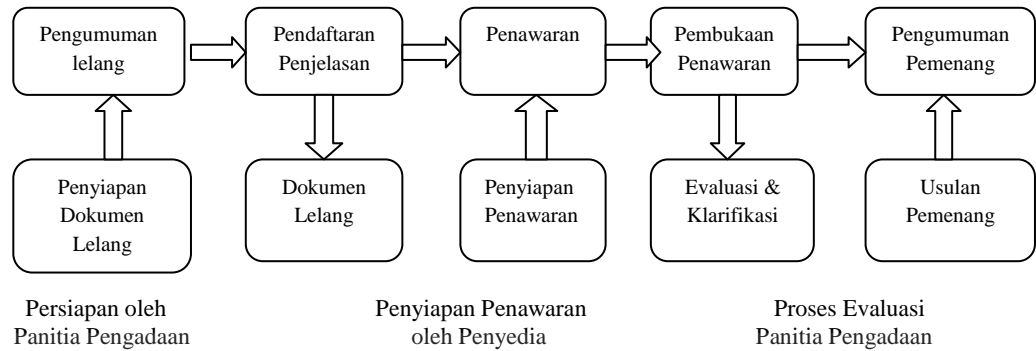 Pengumuman
lelang
Pendaftaran
Penjelasan
Penawaran
Pembukaan
Penawaran
Pengumuman
Pemenang
Penyiapan
Dokumen
Lelang
Dokumen
Lelang
Penyiapan
Penawaran
Evaluasi &
Klarifikasi
Usulan
Pemenang
Persiapan oleh
Panitia Pengadaan
Penyiapan Penawaran
oleh Penyedia
Proses Evaluasi
Panitia Pengadaan